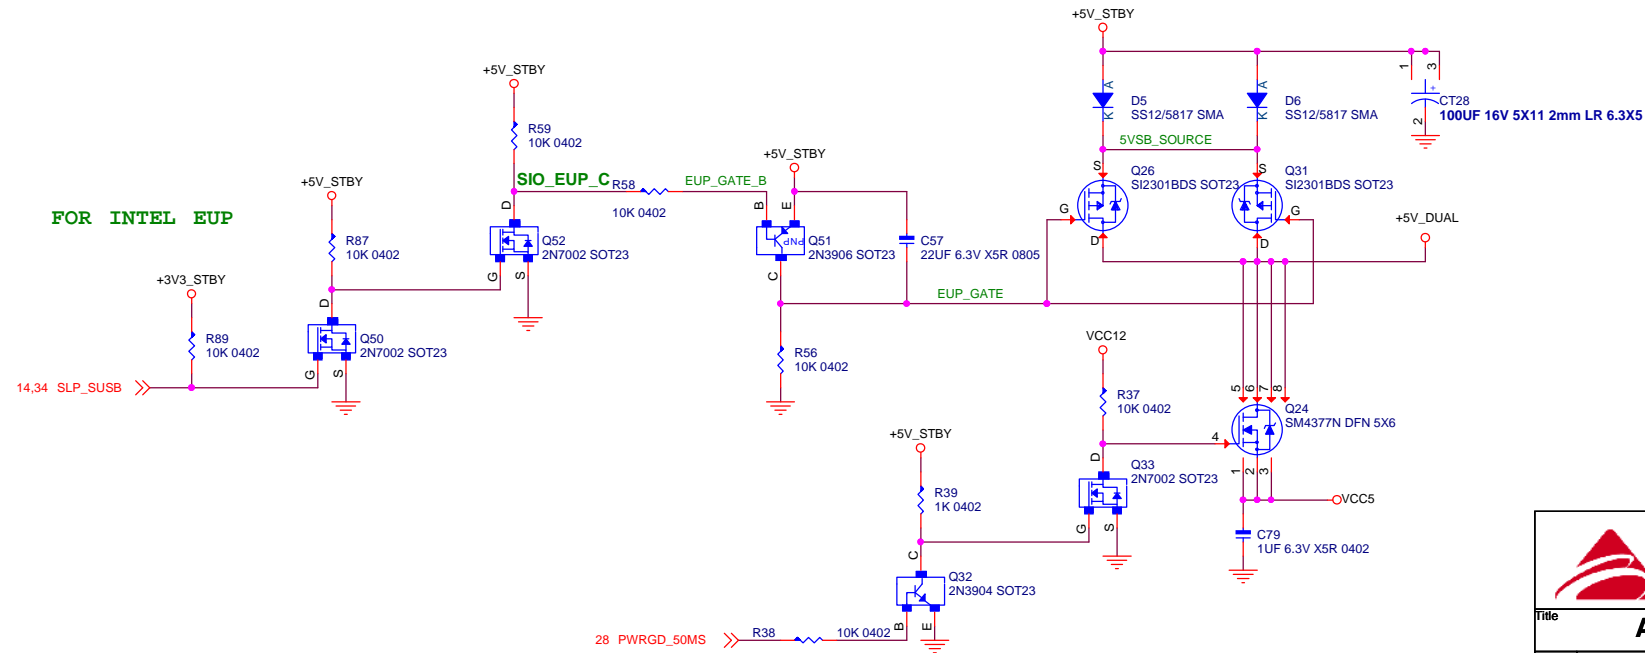 +5V_STBY
D5
SS12/5817 SMA
A
K
D6
SS12/5817 SMA
A
K
1
3
2
+
CT28
100UF 16V 5X11 2mm LR 6.3X5
5VSB_SOURCE
S
Q26
SI2301BDS SOT23
G
D
S
Q31
SI2301BDS SOT23
G
D
+5V_DUAL
+5V_STBY
R59
10K 0402
SIO_EUP_C
R58
10K 0402
EUP_GATE_B
+5V_STBY
B
E
PNP
Q51
2N3906 SOT23
C
C57
22UF 6.3V X5R 0805
EUP_GATE
R56
10K 0402
FOR INTEL EUP
+5V_STBY
R87
10K 0402
D
Q52
2N7002 SOT23
G
S
+3V3_STBY
R89
10K 0402
D
Q50
2N7002 SOT23
G
S
14,34 SLP_SUSB
VCC12
R37
10K 0402
5
6
7
8
Q24
SM4377N DFN 5X6
4
1
2
3
VCC5
C79
1UF 6.3V X5R 0402
D
Q33
2N7002 SOT23
G
S
+5V_STBY
R39
1K 0402
C
Q32
2N3904 SOT23
B
E
28 PWRGD_50MS
R38
10K 0402
Title